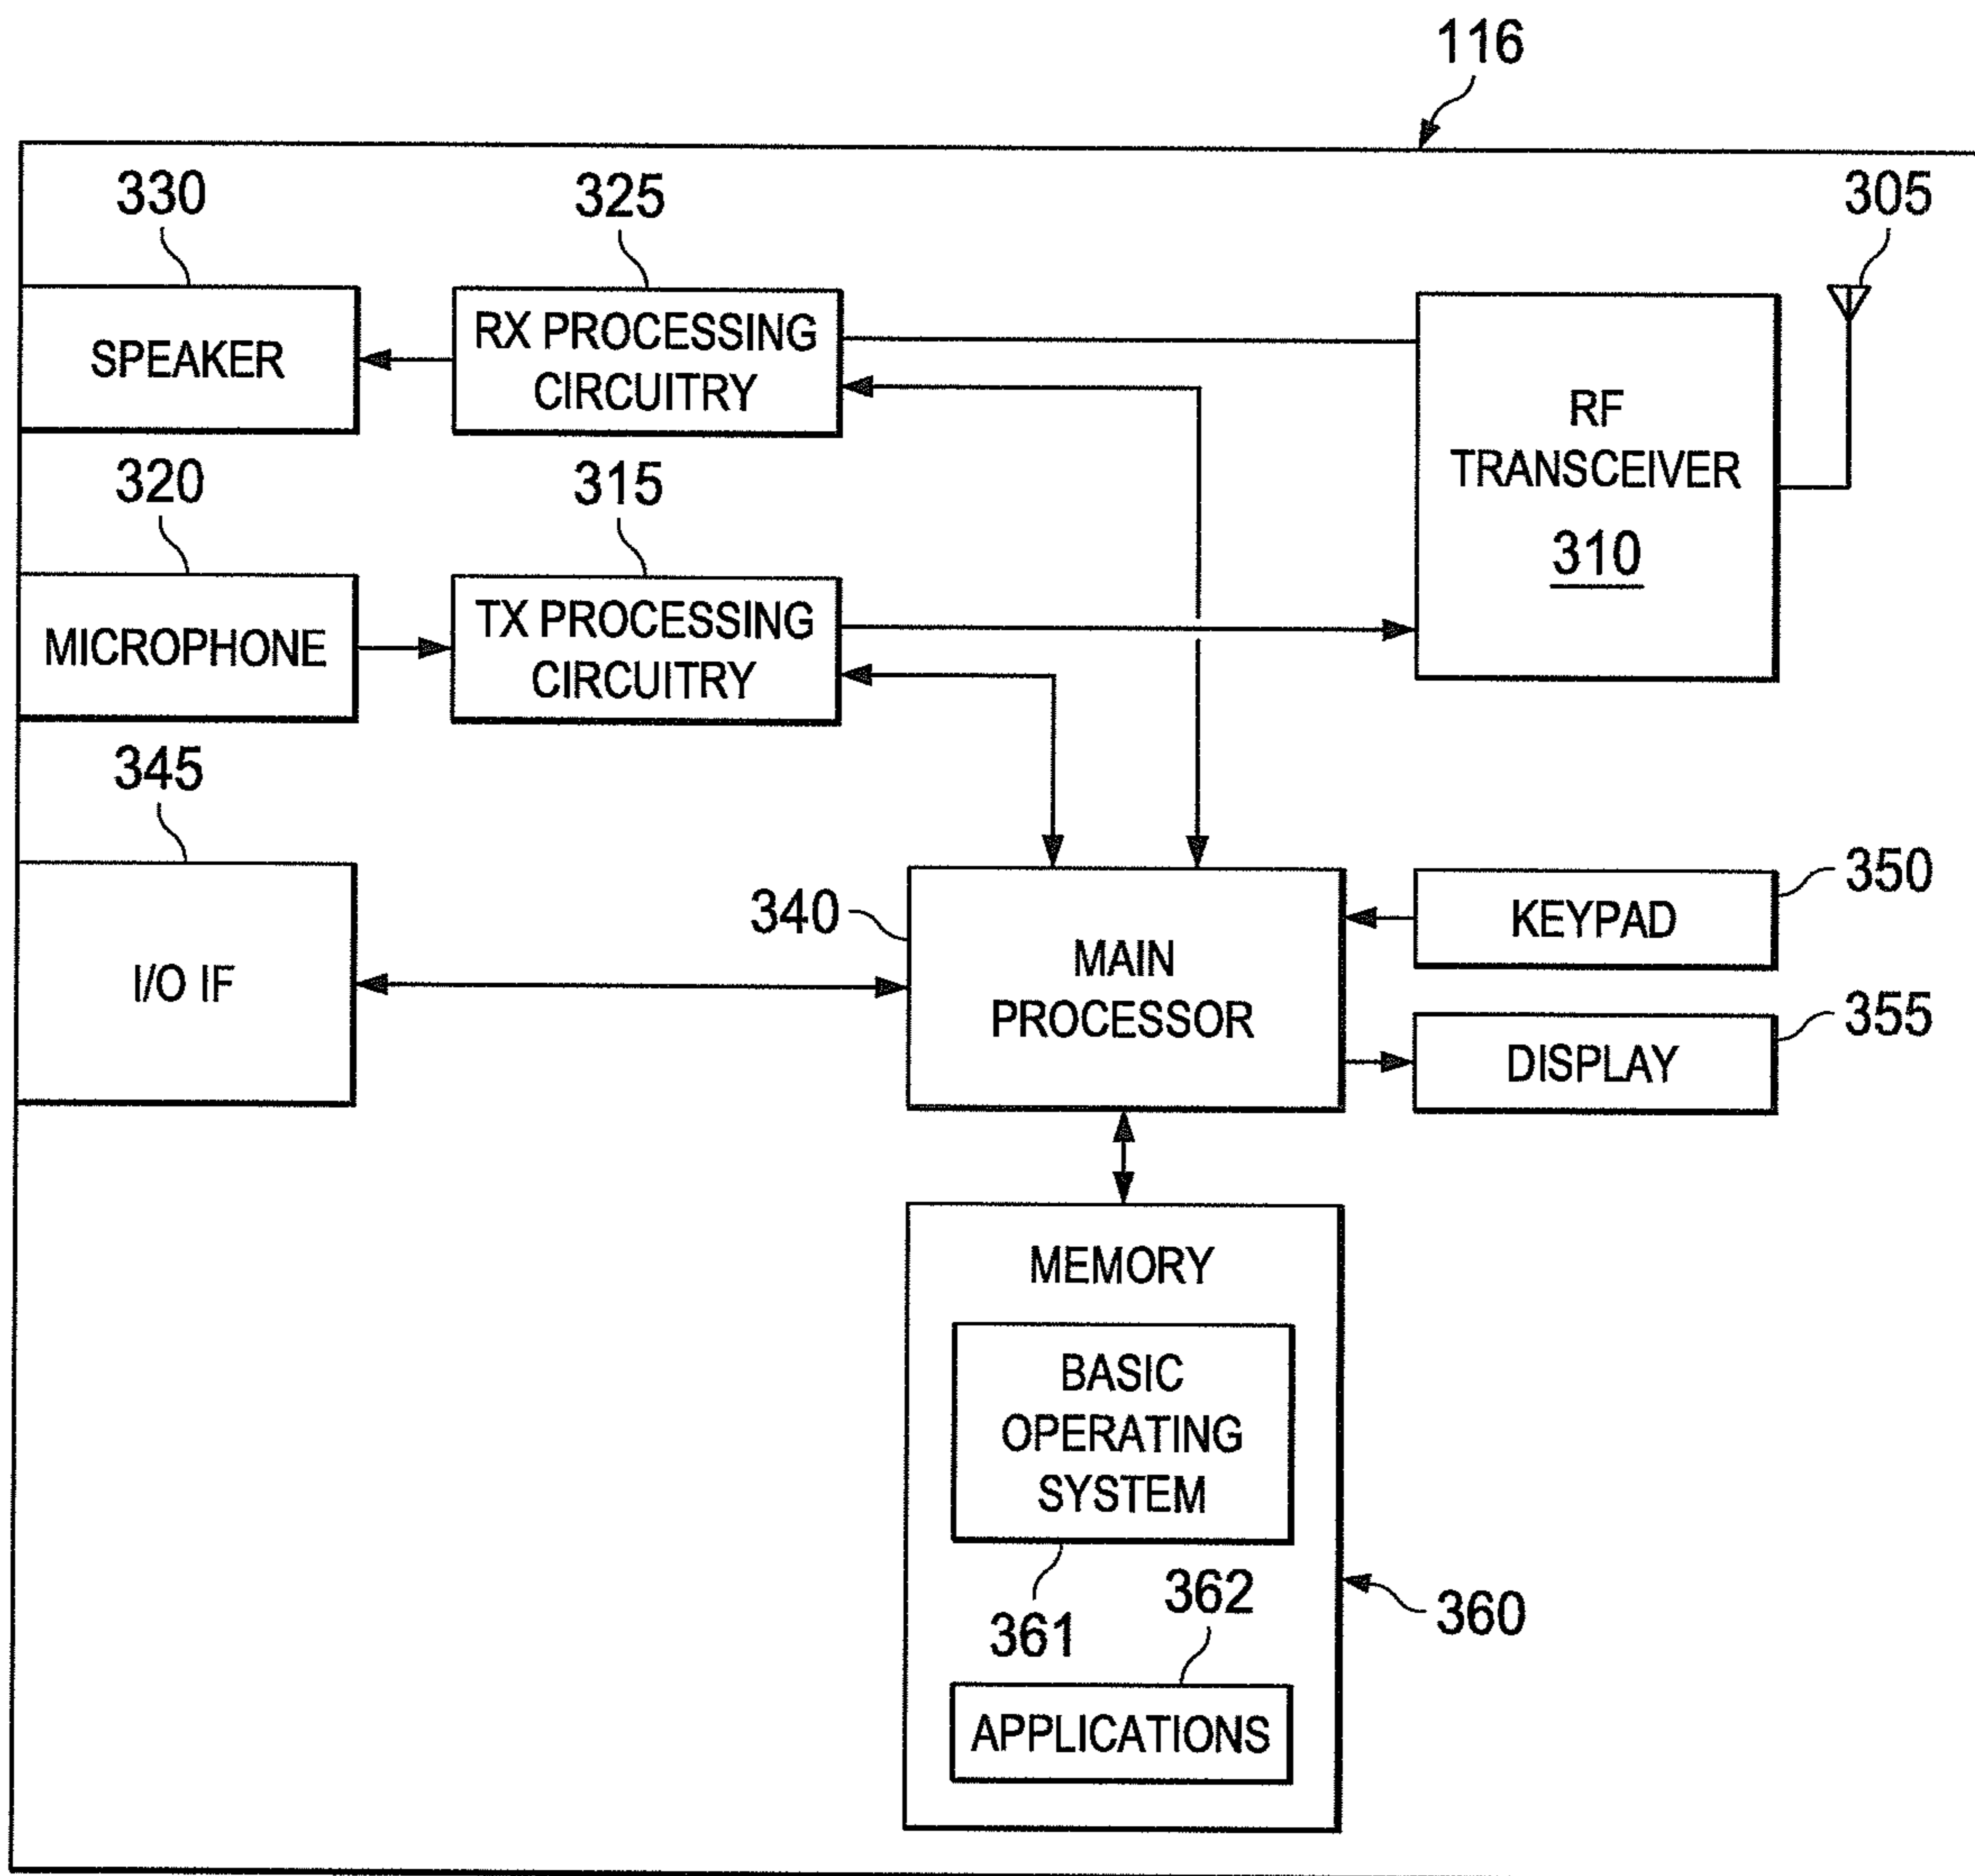 116
330
325
305
SPEAKER
RX PROCESSING
CIRCUITRY
RF
TRANSCEIVER
310
320
315
MICROPHONE
TX PROCESSING
CIRCUITRY
345
I/O IF
340
MAIN
PROCESSOR
KEYPAD
350
DISPLAY
355
MEMORY
BASIC
OPERATING
SYSTEM
361
362
360
APPLICATIONS